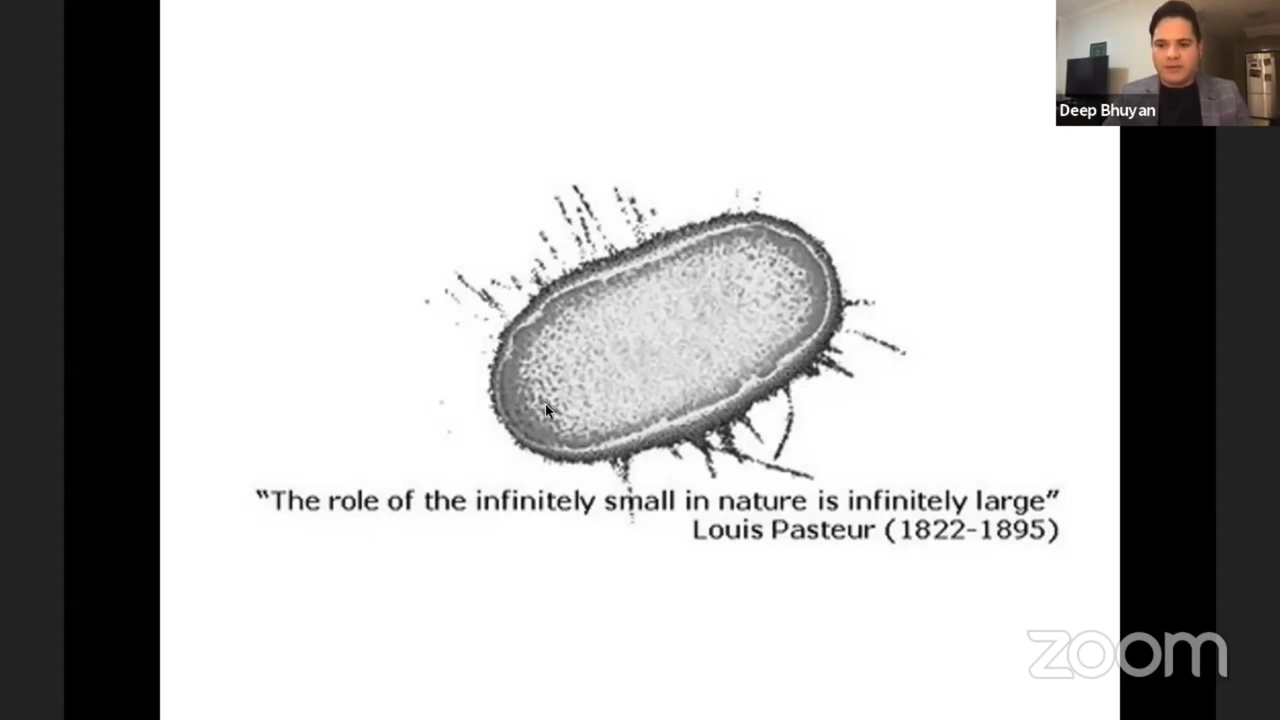 Deep Bhuyan
“The role of the infinitely small in nature is infinitely large”
Louis Pasteur (1822-1895)
zoom